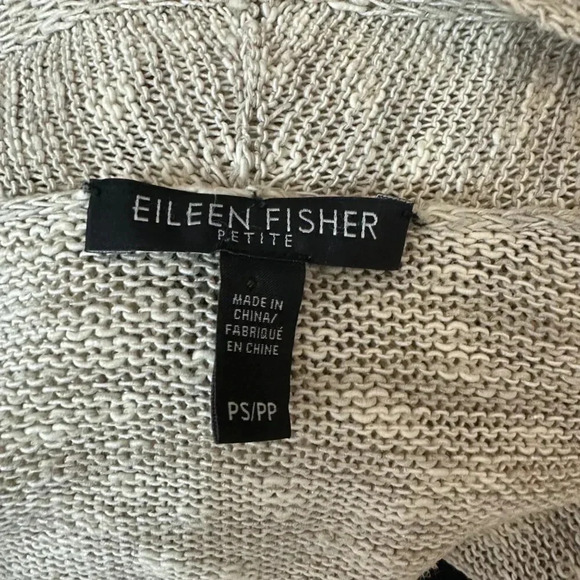 EILEEN FISHER
PETITE
MADE IN
CHINA/
FABRIQUÉ
EN CHINE
PS/PP